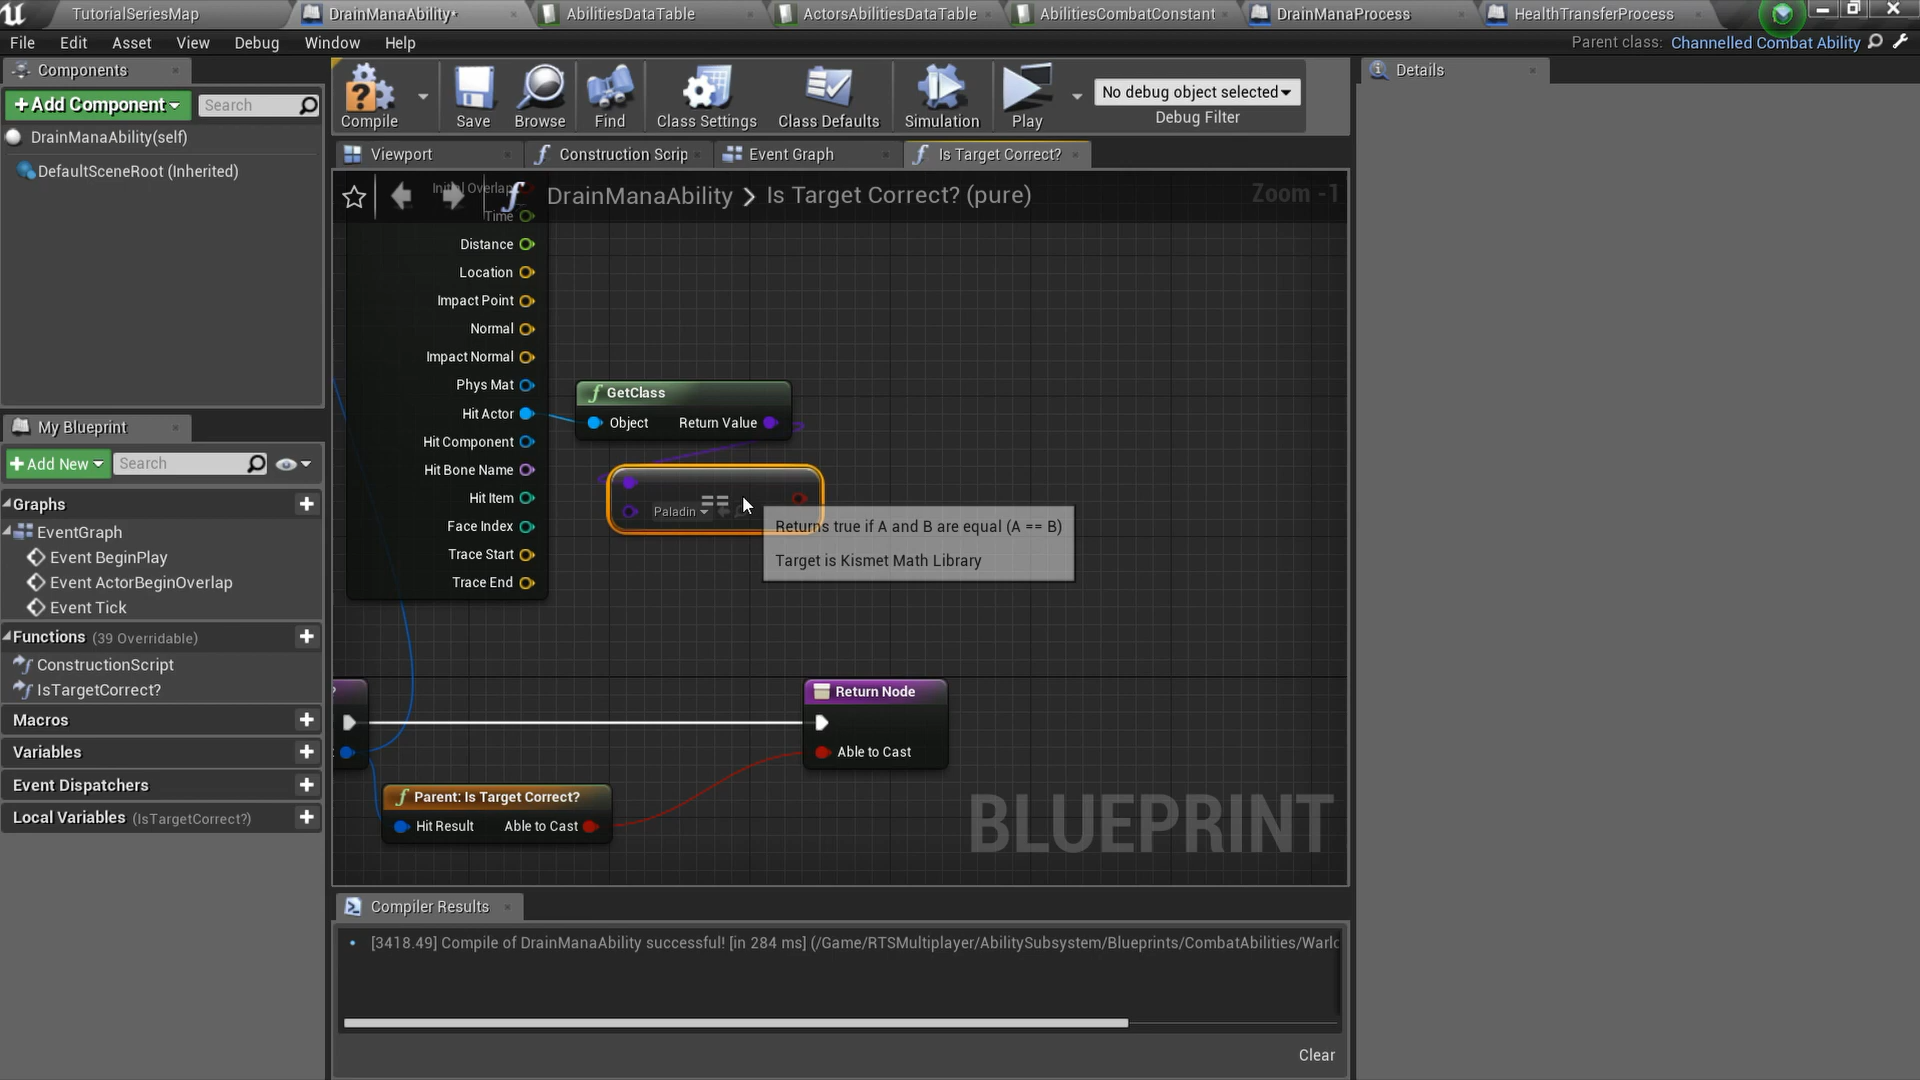 TutorialSeriesMap
DrainManaAbility*
AbilitiesDataTable
ActorsAbilitiesDataTable
AbilitiesCombatConstant
DrainManaProcess
HealthTransferProcess
File Edit Asset View Debug Window Help
Parent class: Channelled Combat Ability
Components
+Add Component
Search
DrainManaAbility(self)
DefaultSceneRoot (Inherited)
My Blueprint
+Add New
Search
Graphs
EventGraph
Event BeginPlay
Event ActorBeginOverlap
Event Tick
Functions (39 Overridable)
ConstructionScript
IsTargetCorrect?
Macros
Variables
Event Dispatchers
Local Variables (IsTargetCorrect?)
Compile
Save
Browse
Find
Class Settings
Class Defaults
Simulation
Play
No debug object selected
Debug Filter
Viewport
Construction Scrip
Event Graph
Is Target Correct?
DrainManaAbility > Is Target Correct? (pure)
Zoom -1
Initial Overlap
Time
Distance
Location
Impact Point
Normal
Impact Normal
Phys Mat
Hit Actor
Hit Component
Hit Bone Name
Hit Item
Face Index
Trace Start
Trace End
GetClass
Object Return Value
==
Paladin
Returns true if A and B are equal (A == B)
Target is Kismet Math Library
Return Node
Able to Cast
Parent: Is Target Correct?
Hit Result Able to Cast
BLUEPRINT
Compiler Results
[3418.49] Compile of DrainManaAbility successful! [in 284 ms] (/Game/RTSMultiplayer/AbilitySubsystem/Blueprints/CombatAbilities/Warlo
Clear
Details